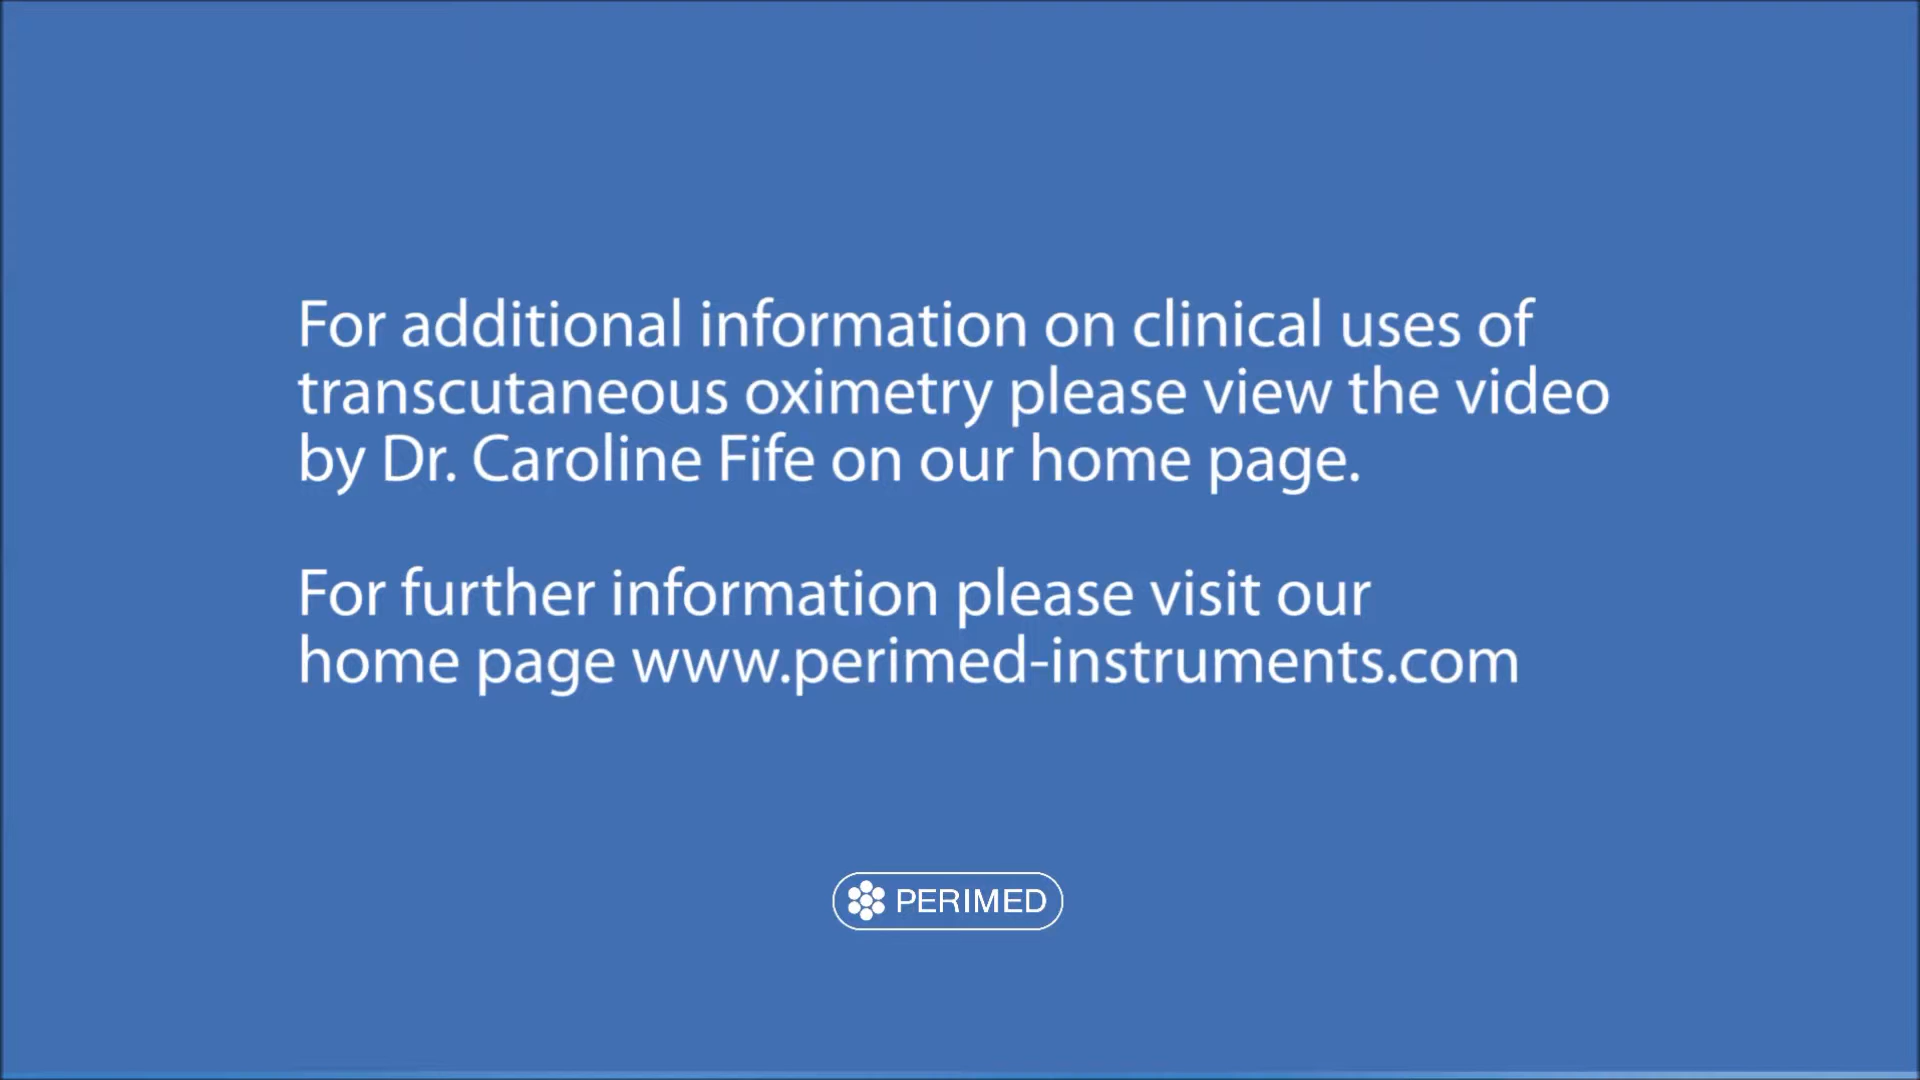 For additional information on clinical uses of
transcutaneous oximetry please view the video
by Dr. Caroline Fife on our home page.
For further information please visit our
home page www.perimed-instruments.com
PERIMED